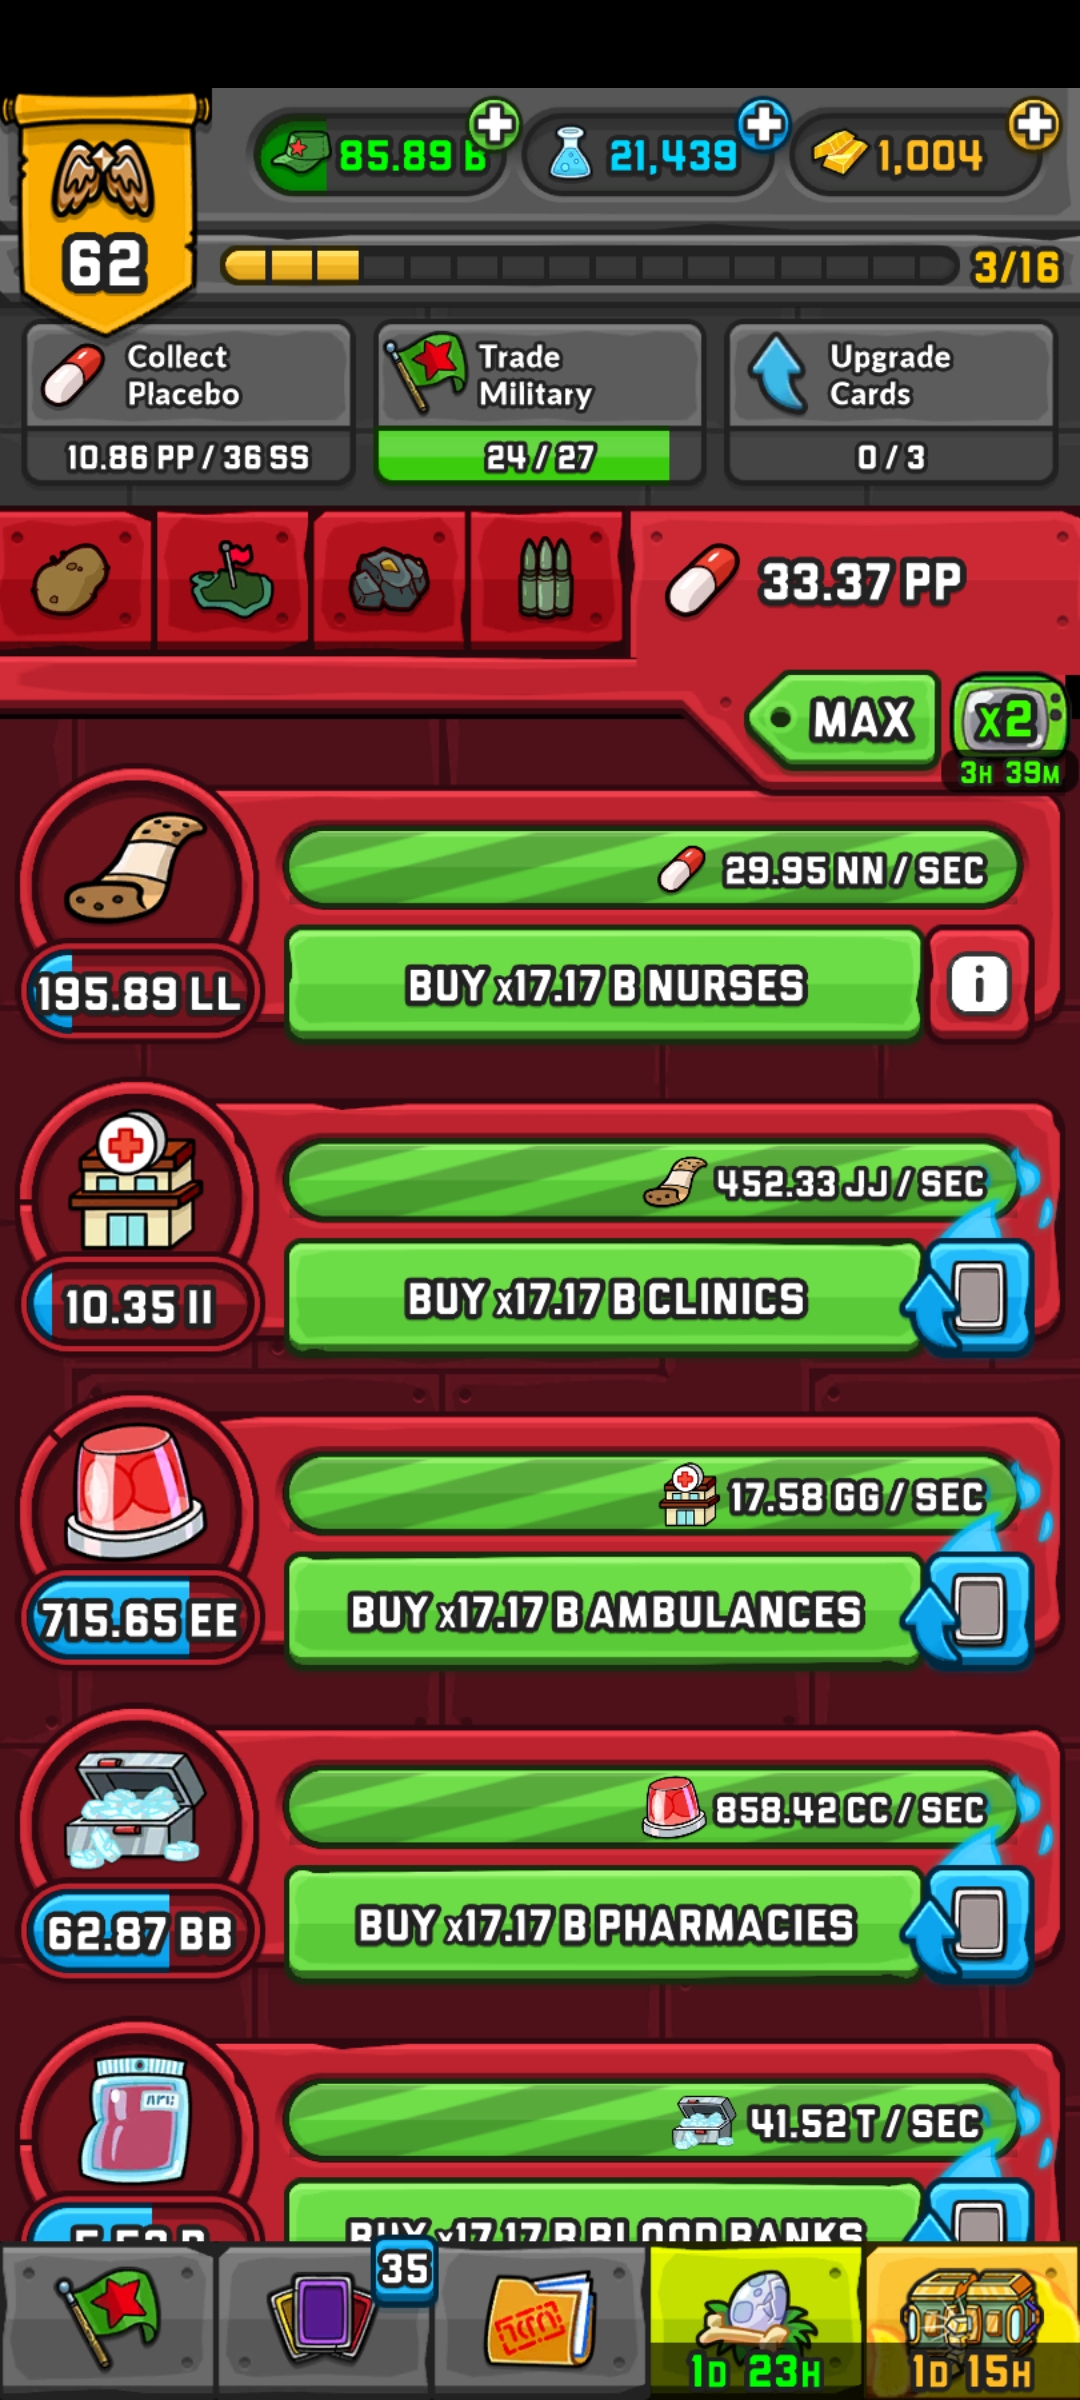 85.89 B
21,439
1,004
62
3/16
Collect
Placebo
10.86 PP / 36 SS
Trade
Military
24 / 27
Upgrade
Cards
0 / 3
33.37 PP
MAX
x2
3H 39M
29.95 NN / SEC
195.89 LL
BUY x17.17 B NURSES
i
452.33 JJ / SEC
10.35 II
BUY x17.17 B CLINICS
17.58 GG / SEC
715.65 EE
BUY x17.17 B AMBULANCES
858.42 CC / SEC
62.87 BB
BUY x17.17 B PHARMACIES
41.52 T / SEC
BUY x17.17 B BLOOD BANKS
35
1D 23H
1D 15H